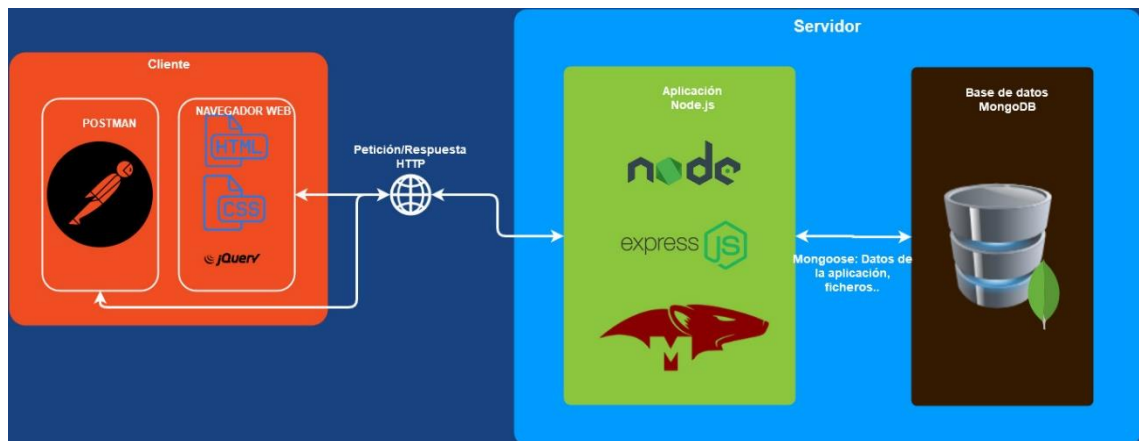 Servidor
Cliente
POSTMAN
NAVEGADOR WEB
HTML
CSS
jQuery
Petición/Respuesta
HTTP
Aplicación
Node.js
node
express JS
M
Mongoose: Datos de
la aplicación,
ficheros..
Base de datos
MongoDB